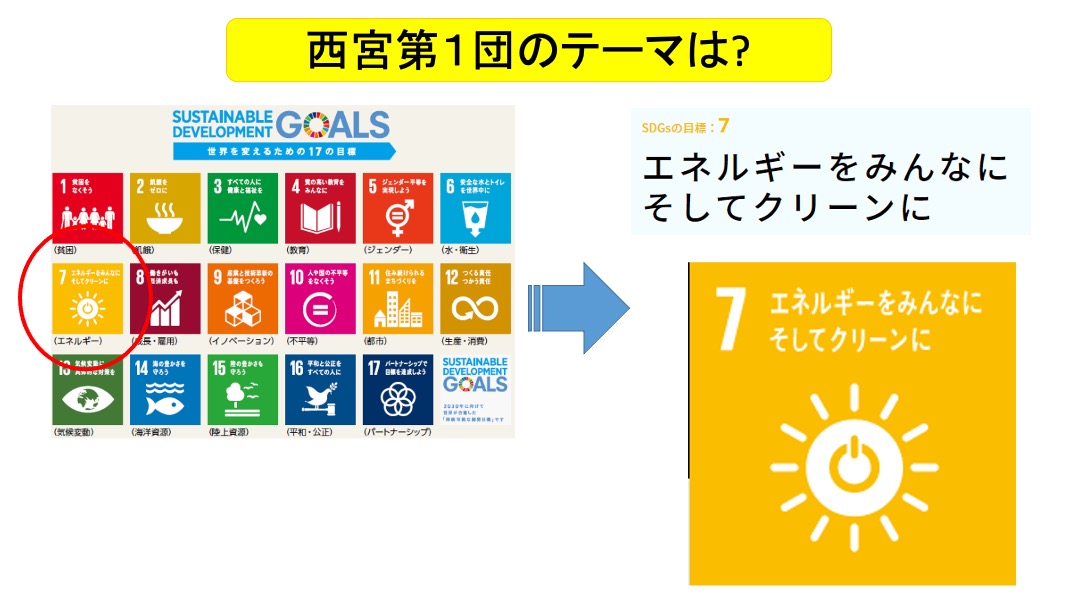 西宮第１団のテーマは?
SUSTAINABLE
DEVELOPMENT GOALS
世界を変えるための17の目標
1 貧困を
なくそう
2 飢餓を
ゼロに
3 すべての人に
健康と福祉を
4 質の高い教育を
みんなに
5 ジェンダー平等を
実現しよう
6 安全な水とトイレ
を世界中に
(貧困)
飢餓)
(保健)
(教育)
(ジェンダー)
(水・衛生)
7 エネルギーをみんなに
そしてクリーンに
8 働きがいも
経済成長も
9 産業と技術革新の
基盤をつくろう
10 人や国の不平等
をなくそう
11 住み続けられる
まちづくりを
12 つくる責任
つかう責任
(エネルギー)
(成長・雇用)
(イノベーション)
(不平等)
(都市)
(生産・消費)
13 気候変動に
具体的な対策を
14 海の豊かさを
守ろう
15 陸の豊かさも
守ろう
16 平和と公正を
すべての人に
17 パートナーシップで
目標を達成しよう
SUSTAINABLE
DEVELOPMENT
GOALS
2030年に向けて
世界が合意した
「持続可能な開発目標」です
(気候変動)
(海洋資源)
(陸上資源)
(平和・公正)
(パートナーシップ)
SDGsの目標：7
エネルギーをみんなに
そしてクリーンに
7 エネルギーをみんなに
そしてクリーンに